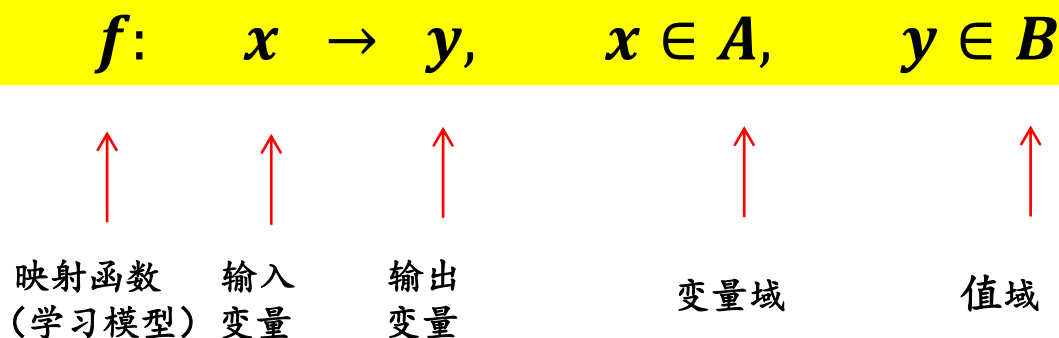 f: x → y, x ∈ A, y ∈ B
映射函数 输入 输出 变量域 值域
（学习模型） 变量 变量